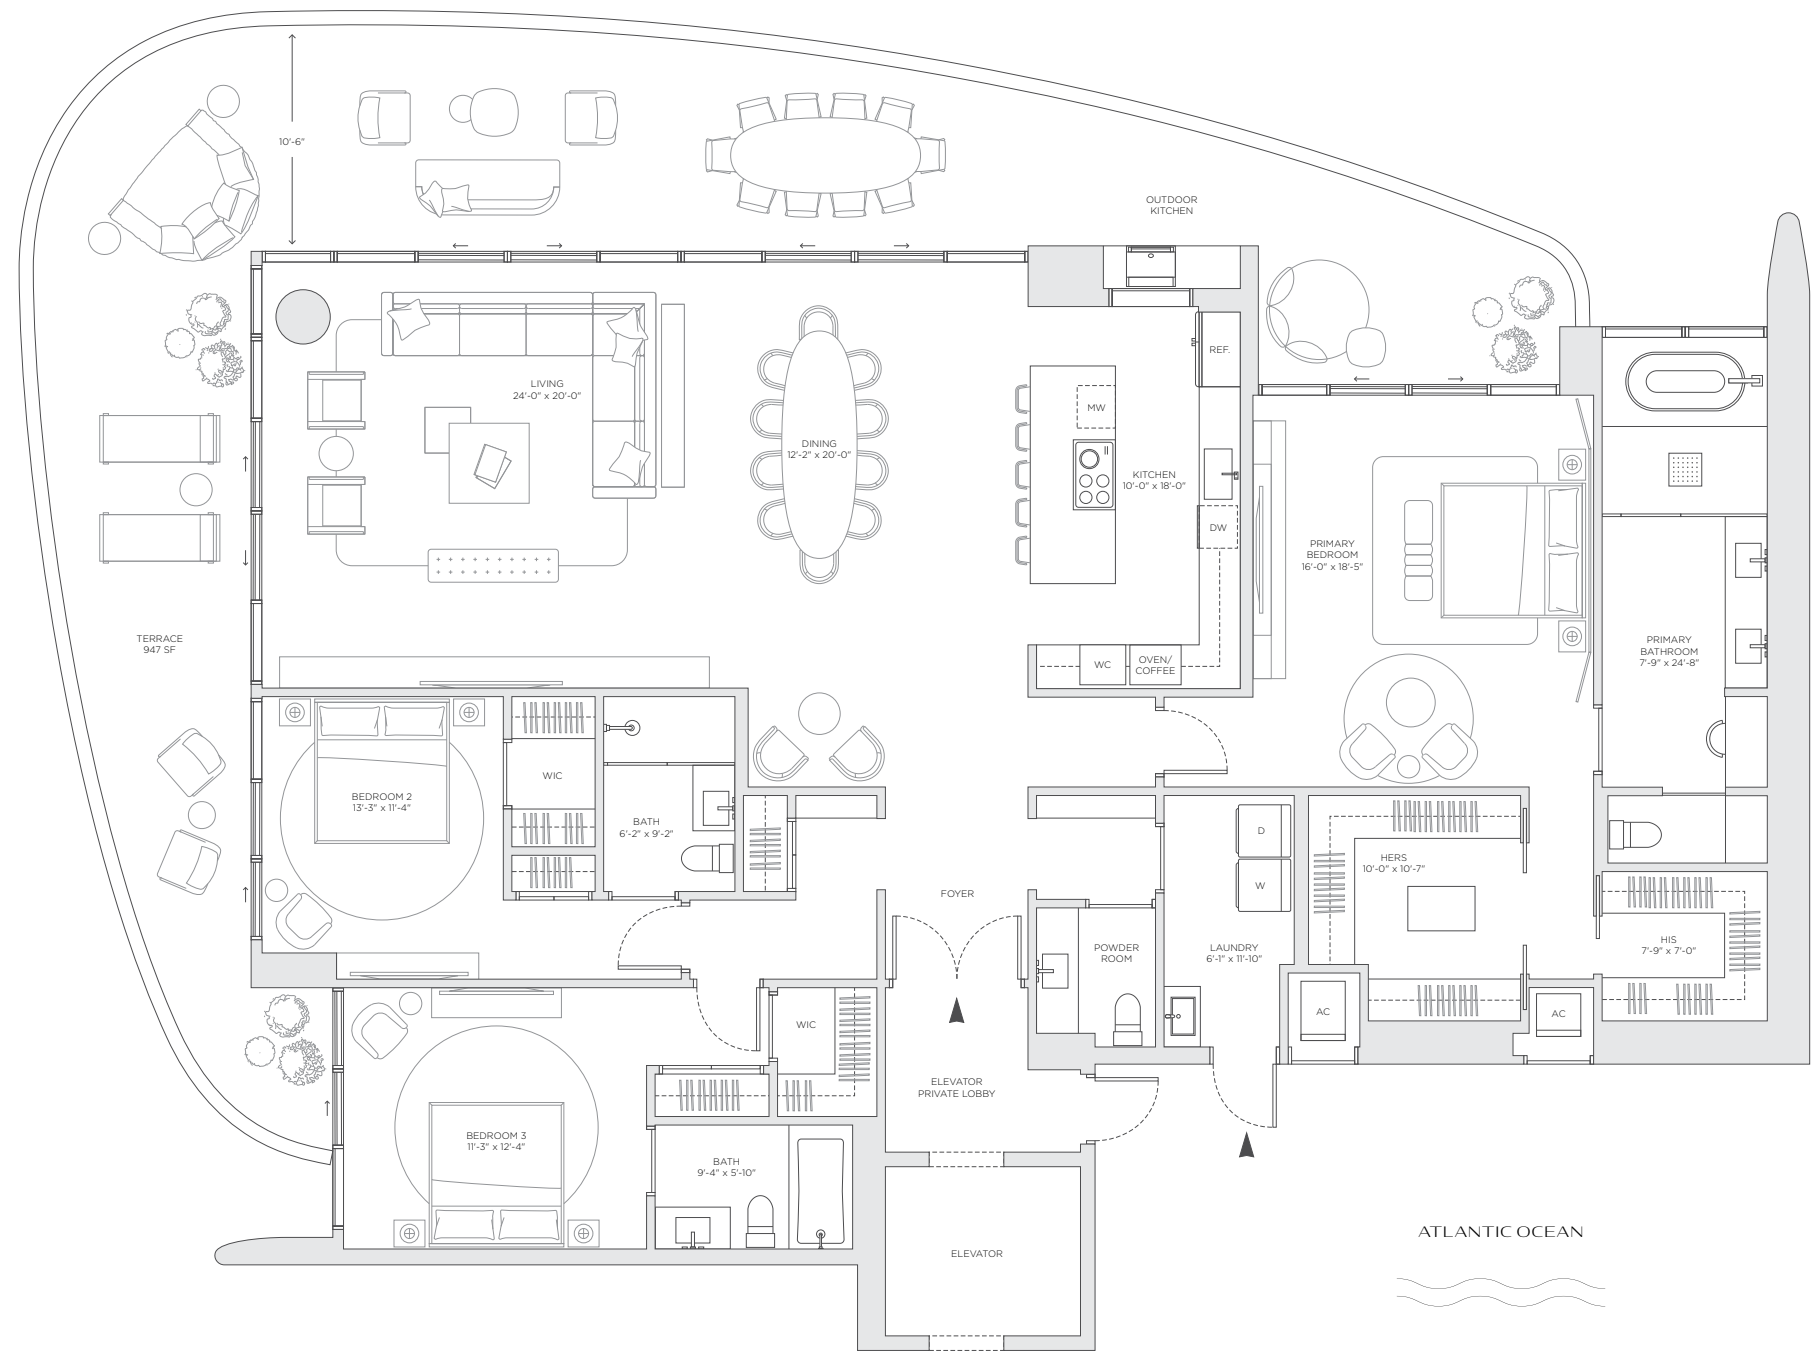 10'-6"
OUTDOOR
KITCHEN
REF.
LIVING
24'-0" x 20'-0"
MW
DINING
12'-2" x 20'-0"
KITCHEN
10'-0" x 18'-0"
DW
PRIMARY
BEDROOM
16'-0" x 18'-5"
TERRACE
947 SF
PRIMARY
BATHROOM
7'-9" x 24'-8"
WC
OVEN/
COFFEE
WIC
BEDROOM 2
13'-3" x 11'-4"
BATH
6'-2" x 9'-2"
D
HERS
10'-0" x 10'-7"
W
FOYER
POWDER
ROOM
LAUNDRY
6'-1" x 11'-10"
HIS
7'-9" x 7'-0"
AC
AC
WIC
ELEVATOR
PRIVATE LOBBY
BEDROOM 3
11'-3" x 12'-4"
BATH
9'-4" x 5'-10"
ATLANTIC OCEAN
ELEVATOR